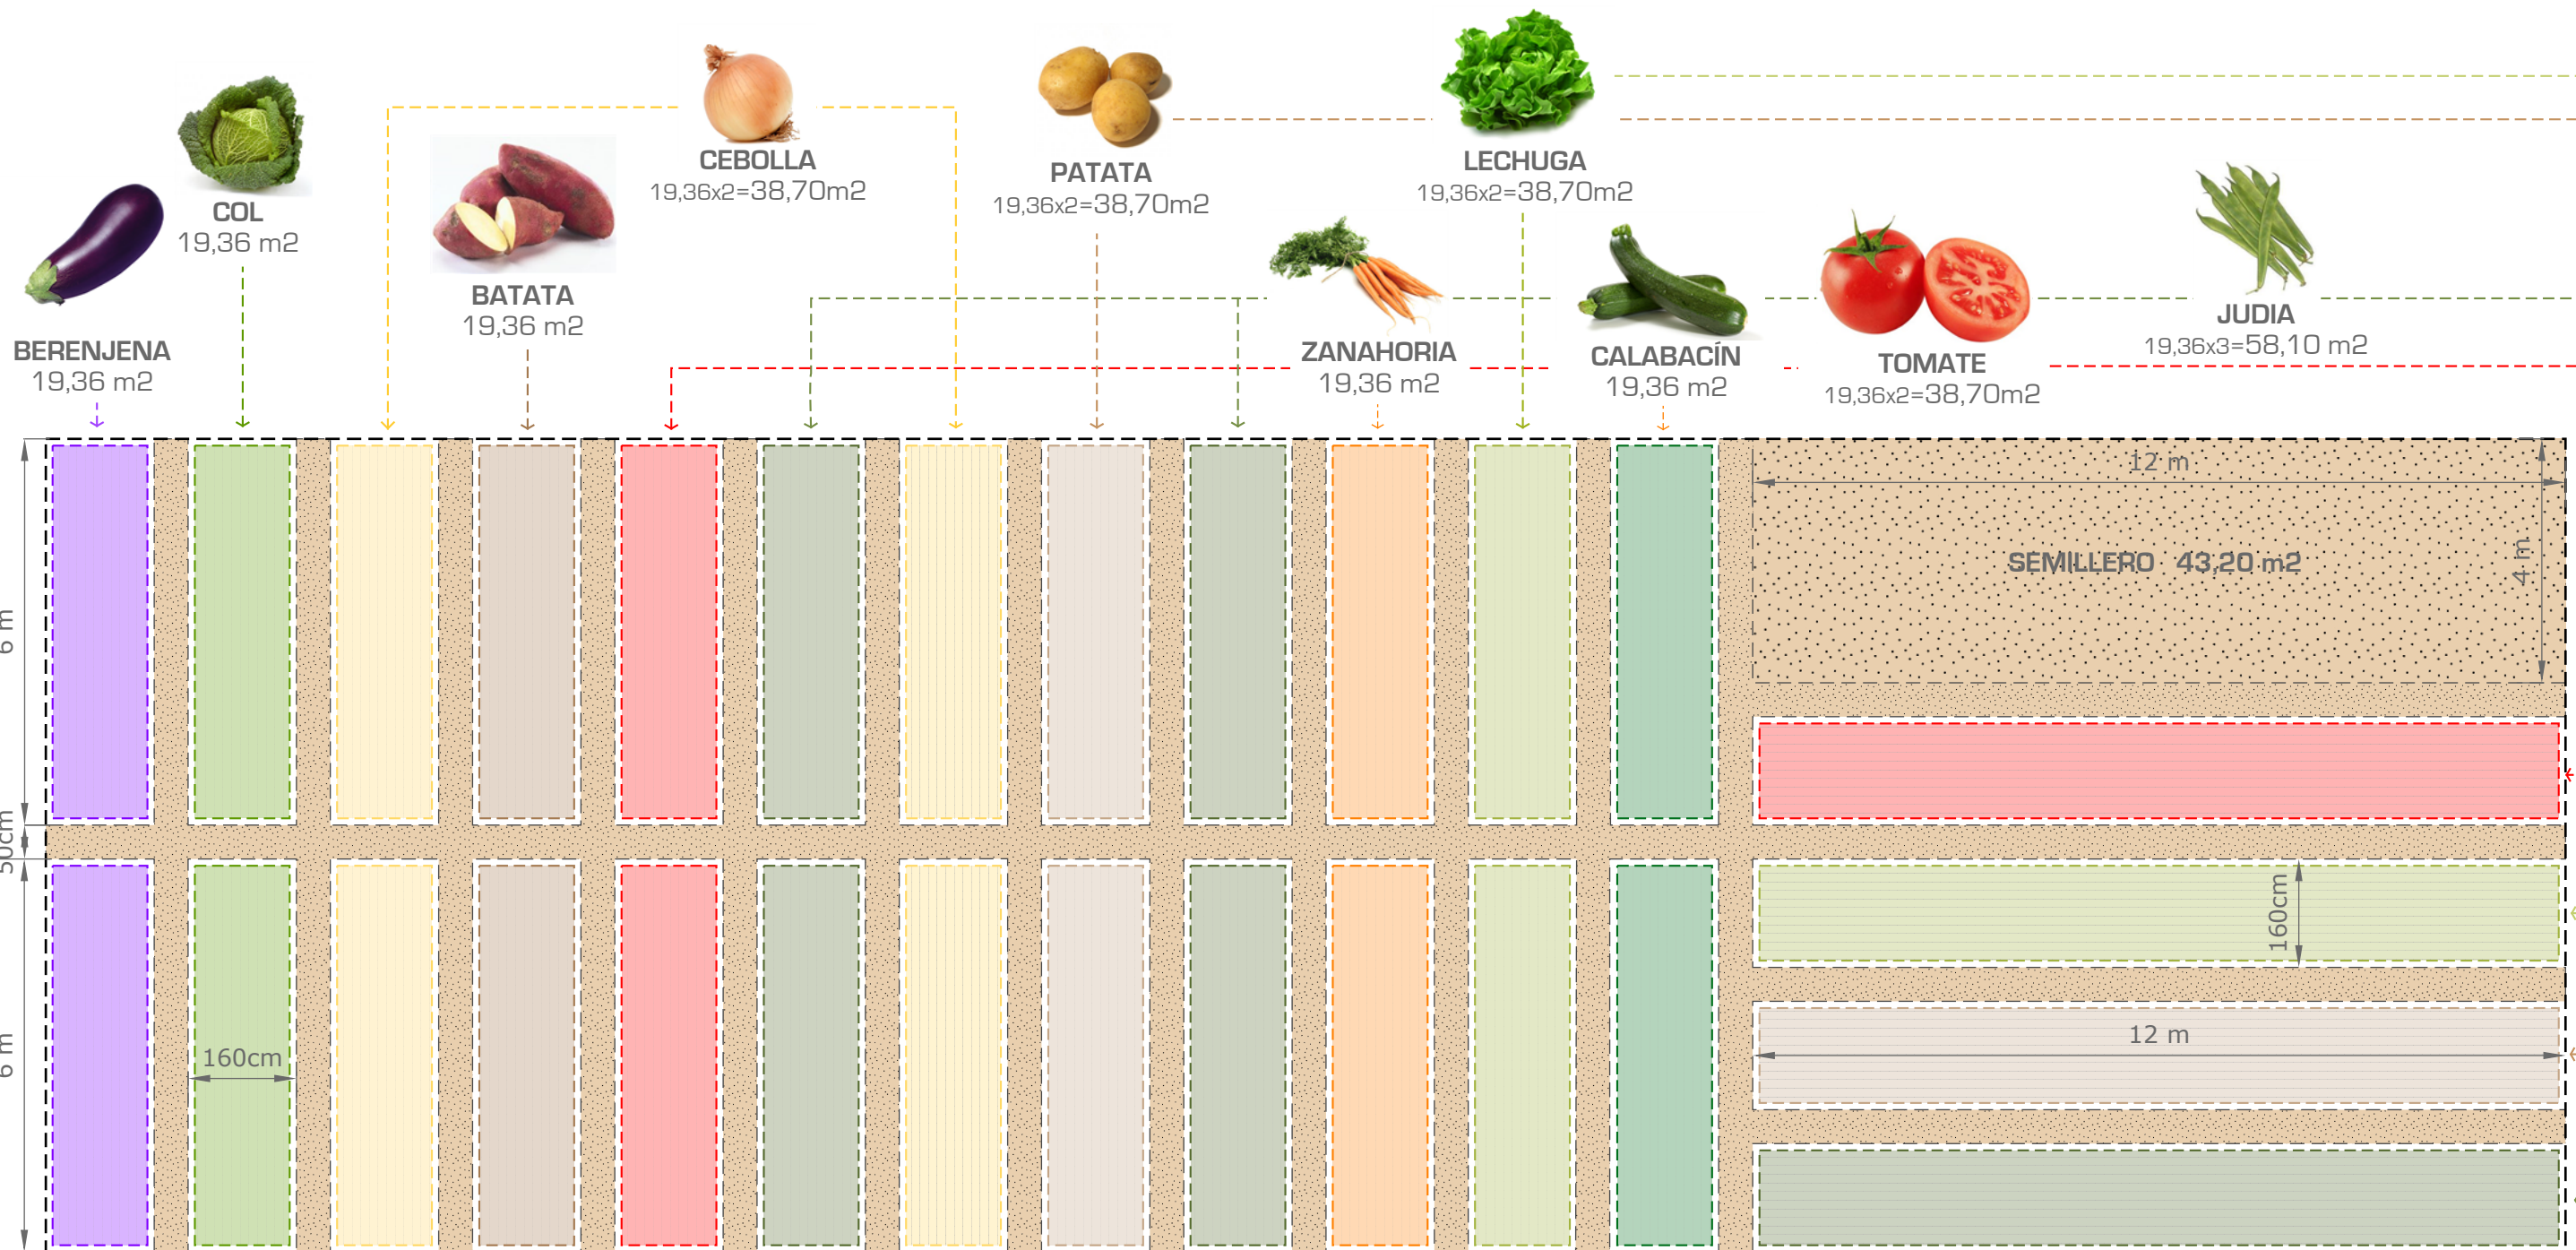 CEBOLLA
19,36x2=38,70m2
PATATA
19,36x2=38,70m2
LECHUGA
19,36x2=38,70m2
COL
19,36 m2
BATATA
19,36 m2
BERENJENA
19,36 m2
ZANAHORIA
19,36 m2
CALABACÍN
19,36 m2
TOMATE
19,36x2=38,70m2
JUDIA
19,36x3=58,10 m2
12 m
SEMILLERO 43,20 m2
4 m
6 m
50cm
160cm
12 m
6 m
160cm